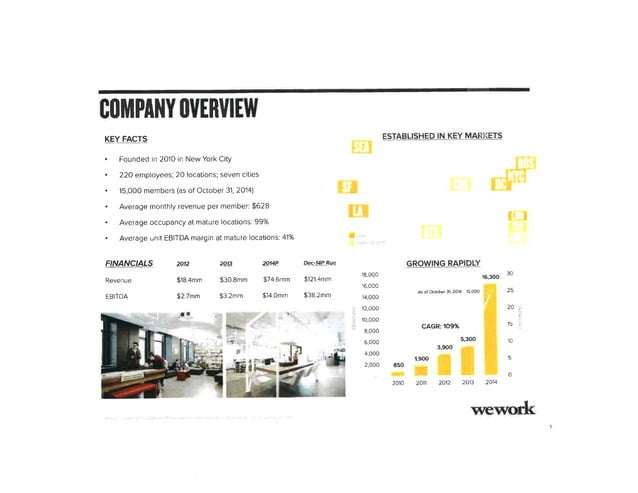 COMPANY OVERVIEW
KEY FACTS
• Founded in 2010 in New York City
• 220 employees; 20 locations; seven cities
• 15,000 members (as of October 31, 2014)
• Average monthly revenue per member: $628
• Average occupancy at mature locations: 99%
• Average unit EBITDA margin at mature locations: 41%
ESTABLISHED IN KEY MARKETS
SEA
BOS
NYC
SF
CHI
DC
LA
LON
FINANCIALS 2012 2013 2014P Dec-14P Run
Revenue $18.4mm $30.8mm $74.6mm $121.4mm
EBITDA $2.7mm $3.2mm $14.0mm $38.2mm
GROWING RAPIDLY
18,000
16,000
14,000
12,000
10,000
8,000
6,000
4,000
2,000
-
As of October 31, 2014 15,000
CAGR: 109%
850
1,900
3,900
5,300
16,300
30
25
20
15
10
5
0
2010 2011 2012 2013 2014
wework